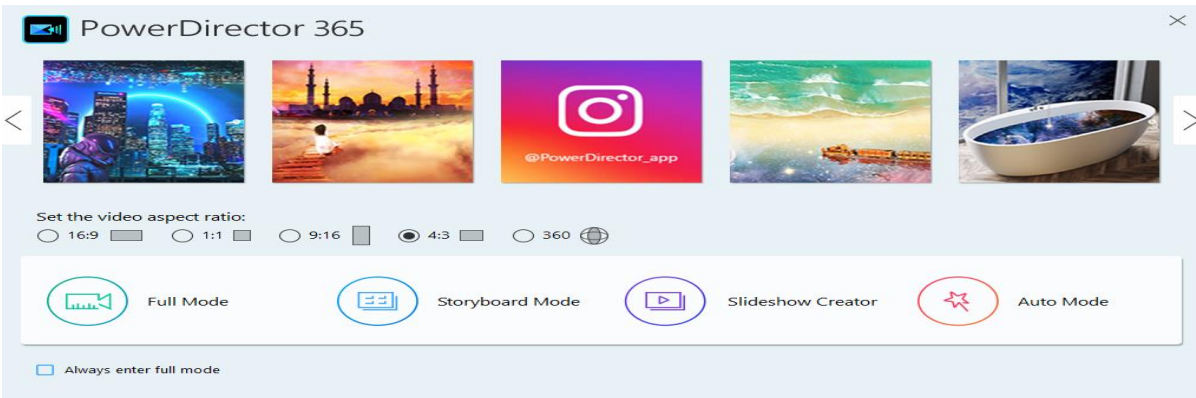 PowerDirector 365
@PowerDirector_app
Set the video aspect ratio:
16:9 1:1 9:16 4:3 360
Full Mode Storyboard Mode Slideshow Creator Auto Mode
Always enter full mode